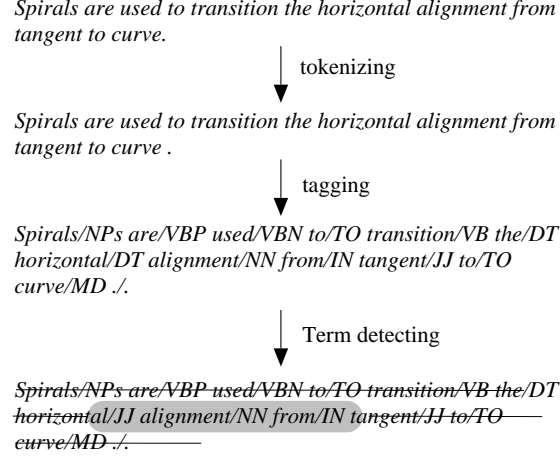 Spirals are used to transition the horizontal alignment from
tangent to curve.
tokenizing
Spirals are used to transition the horizontal alignment from
tangent to curve .
tagging
Spirals/NPs are/VBP used/VBN to/TO transition/VB the/DT
horizontal/DT alignment/NN from/IN tangent/JJ to/TO
curve/MD ./.
Term detecting
Spirals/NPs are/VBP used/VBN to/TO transition/VB the/DT
horizontal/JJ alignment/NN from/IN tangent/JJ to/TO
curve/MD ./.